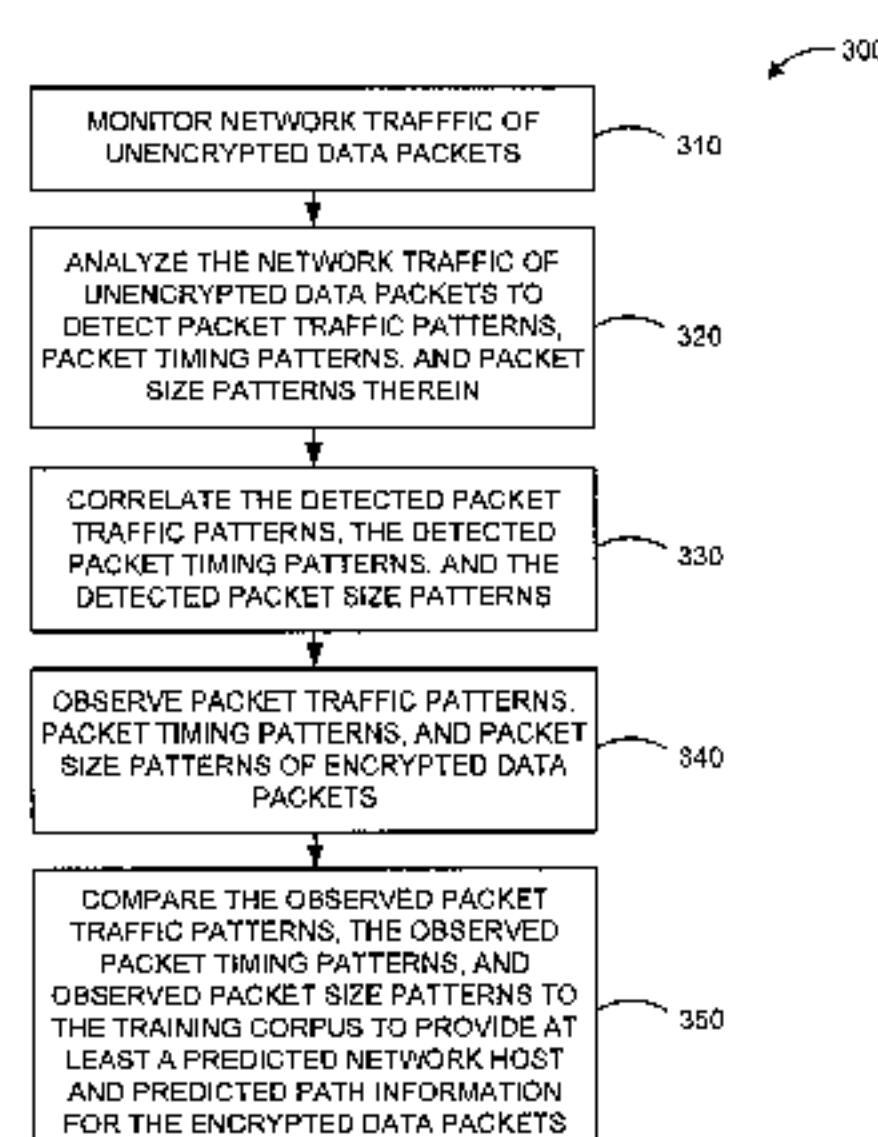 300
MONITOR NETWORK TRAFFFIC OF
UNENCRYPTED DATA PACKETS
310
ANALYZE THE NETWORK TRAFFIC OF
UNENCRYPTED DATA PACKETS TO
DETECT PACKET TRAFFIC PATTERNS,
PACKET TIMING PATTERNS. AND PACKET
SIZE PATTERNS THEREIN
320
CORRELATE THE DETECTED PACKET
TRAFFIC PATTERNS, THE DETECTED
PACKET TIMING PATTERNS. AND THE
DETECTED PACKET SIZE PATTERNS
330
OBSERVE PACKET TRAFFIC PATTERNS.
PACKET TIMING PATTERNS, AND PACKET
SIZE PATTERNS OF ENCRYPTED DATA
PACKETS
340
COMPARE THE OBSERVED PACKET
TRAFFIC PATTERNS, THE OBSERVED
PACKET TIMING PATTERNS, AND
OBSERVED PACKET SIZE PATTERNS TO
THE TRAINING CORPUS TO PROVIDE AT
LEAST A PREDICTED NETWORK HOST
AND PREDICTED PATH INFORMATION
FOR THE ENCRYPTED DATA PACKETS
350